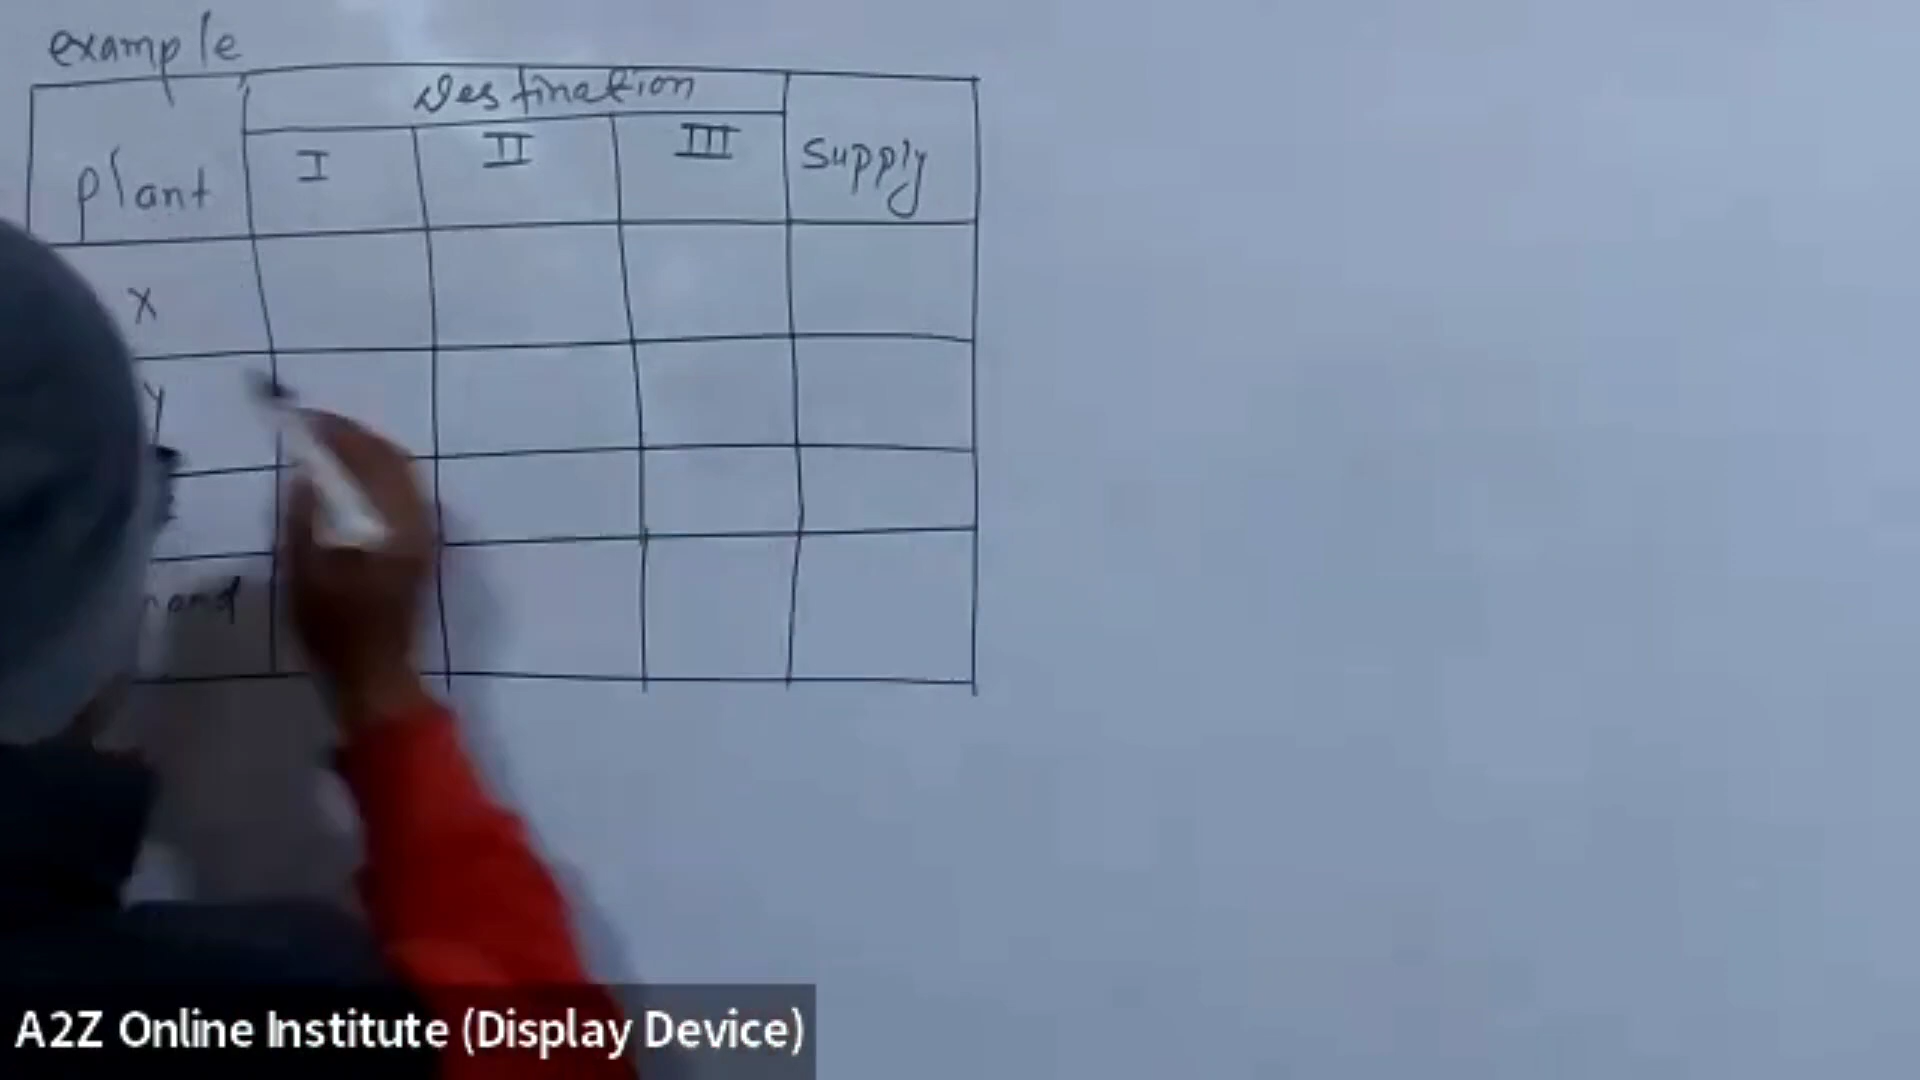 example
Destination
Plant I II III Supply
X
Y
A2Z Online Institute (Display Device)